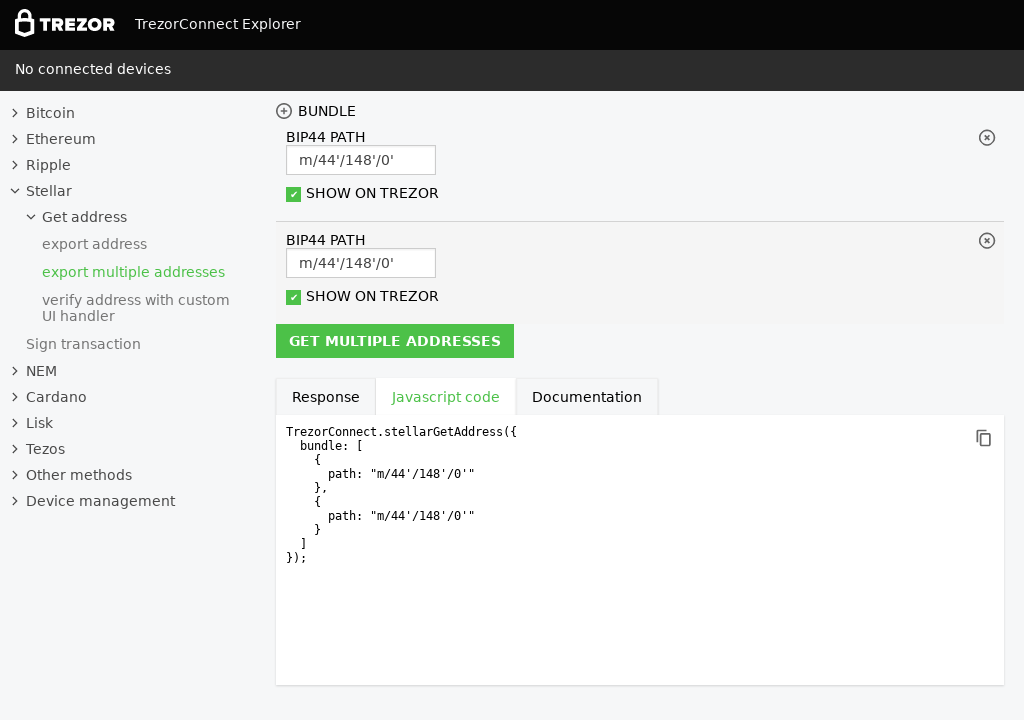 TREZOR TrezorConnect Explorer
No connected devices
Bitcoin
Ethereum
Ripple
Stellar
Get address
export address
export multiple addresses
verify address with custom
UI handler
Sign transaction
NEM
Cardano
Lisk
Tezos
Other methods
Device management
BUNDLE
BIP44 PATH
m/44'/148'/0'
SHOW ON TREZOR
BIP44 PATH
m/44'/148'/0'
SHOW ON TREZOR
GET MULTIPLE ADDRESSES
Response Javascript code Documentation
TrezorConnect.stellarGetAddress({
  bundle: [
    {
      path: "m/44'/148'/0'"
    },
    {
      path: "m/44'/148'/0'"
    }
  ]
});